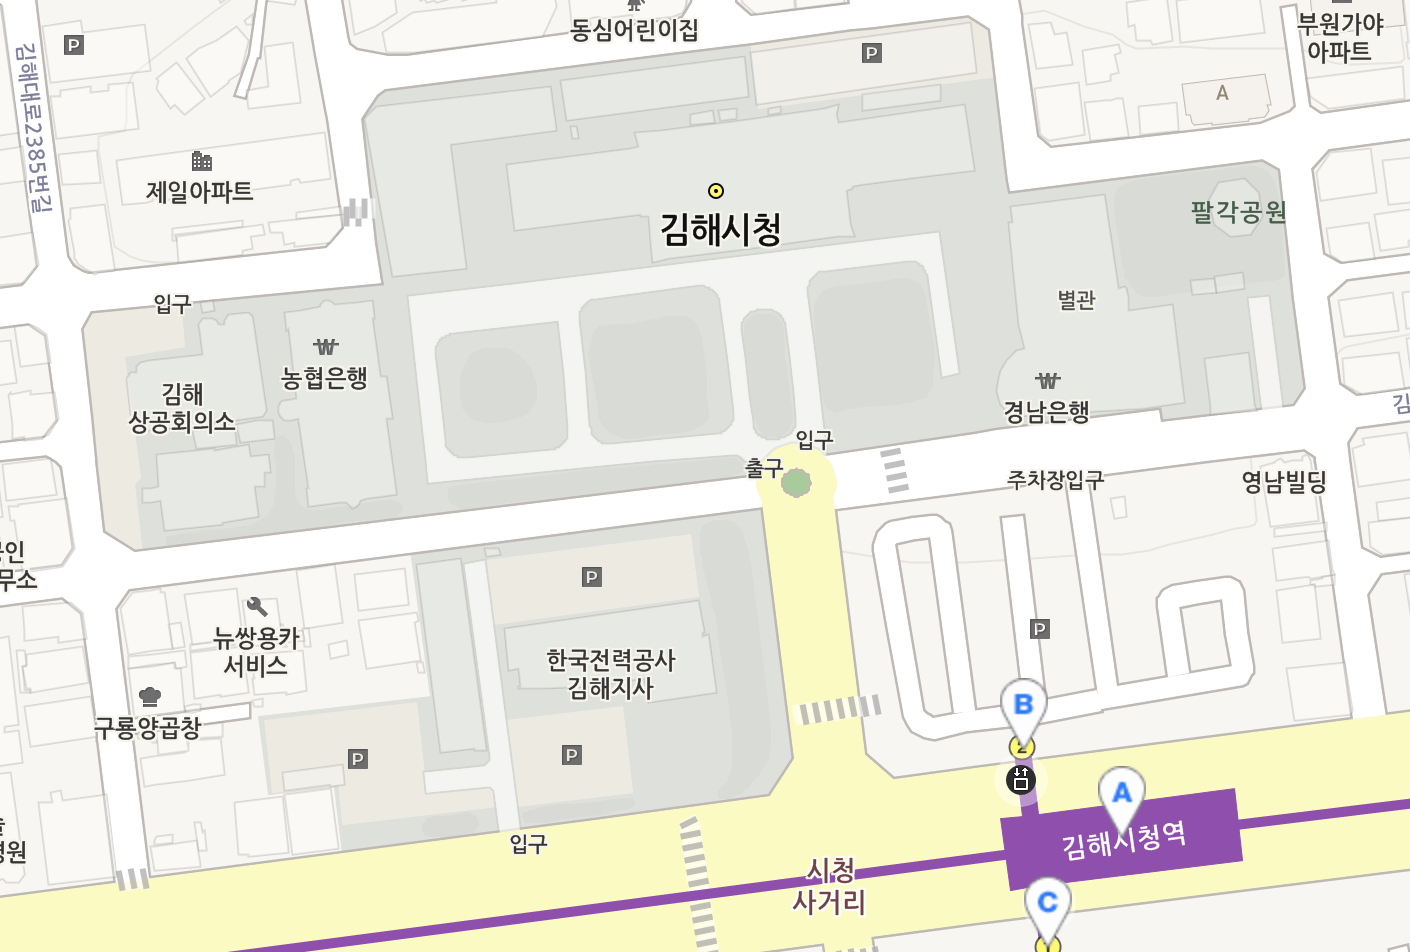 동심어린이집
P
P
부원가야
아파트
A
김해대로2385번길
제일아파트
김해시청
팔각공원
입구
별관
₩
농협은행
₩
경남은행
김해
상공회의소
김
입구
출구
주차장입구
영남빌딩
P
뉴쌍용카
서비스
한국전력공사
김해지사
P
구룡양곱창
P
P
B
2
A
입구
김해시청역
시청
사거리
C